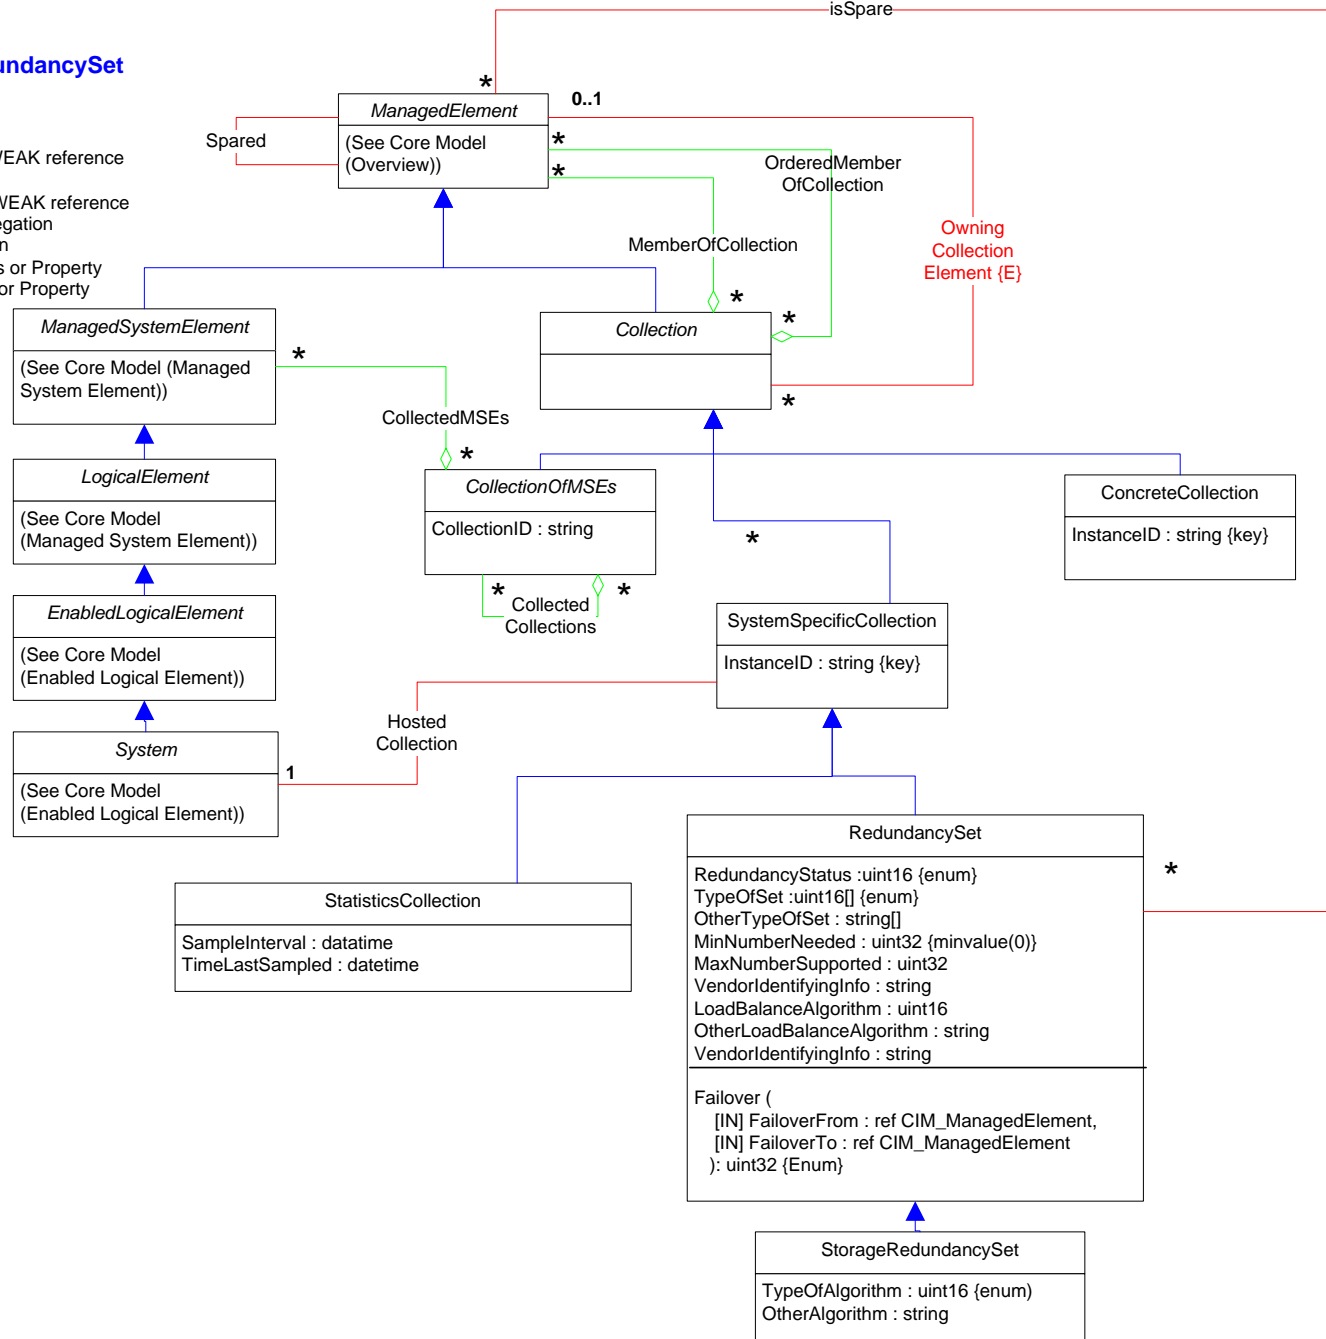 isSpare
undancySet
*
0..1
ManagedElement
(See Core Model
(Overview))
Spared
*
*
WEAK reference
OrderedMember
OfCollection
WEAK reference
egation
n
s or Property
or Property
MemberOfCollection
Owning
Collection
Element {E}
*
*
*
ManagedSystemElement
(See Core Model (Managed
System Element))
*
Collection
CollectedMSEs
*
LogicalElement
(See Core Model
(Managed System Element))
CollectionOfMSEs
CollectionID : string
*
*
Collected
Collections
ConcreteCollection
InstanceID : string {key}
*
EnabledLogicalElement
(See Core Model
(Enabled Logical Element))
SystemSpecificCollection
InstanceID : string {key}
Hosted
Collection
System
(See Core Model
(Enabled Logical Element))
1
StatisticsCollection
SampleInterval : datatime
TimeLastSampled : datetime
RedundancySet
RedundancyStatus :uint16 {enum}
TypeOfSet :uint16[] {enum}
OtherTypeOfSet : string[]
MinNumberNeeded : uint32 {minvalue(0)}
MaxNumberSupported : uint32
VendorIdentifyingInfo : string
LoadBalanceAlgorithm : uint16
OtherLoadBalanceAlgorithm : string
VendorIdentifyingInfo : string
Failover (
[IN] FailoverFrom : ref CIM_ManagedElement,
[IN] FailoverTo : ref CIM_ManagedElement
): uint32 {Enum}
*
StorageRedundancySet
TypeOfAlgorithm : uint16 {enum)
OtherAlgorithm : string